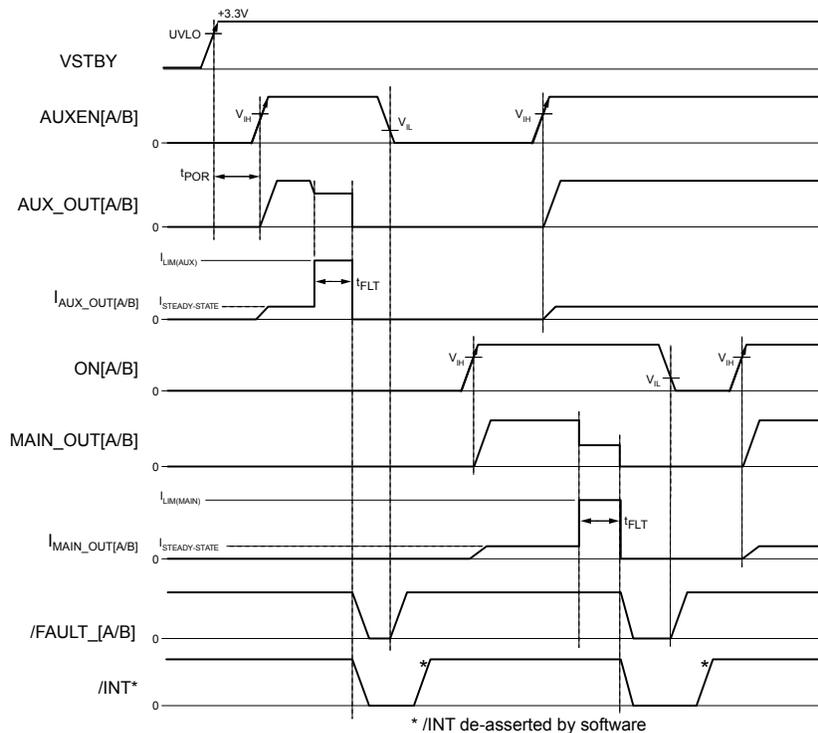 +3.3V
UVLO
VSTBY
AUXEN[A/B]
VIH
VIL
VIH
0
tPOR
AUX_OUT[A/B]
0
ILIM(AUX)
tFLT
IAUX_OUT[A/B]
ISTEADY-STATE
0
ON[A/B]
VIH
VIL
VIH
0
MAIN_OUT[A/B]
0
ILIM(MAIN)
tFLT
IMAIN_OUT[A/B]
ISTEADY-STATE
0
/FAULT_[A/B]
0
/INT*
*
*
0
* /INT de-asserted by software